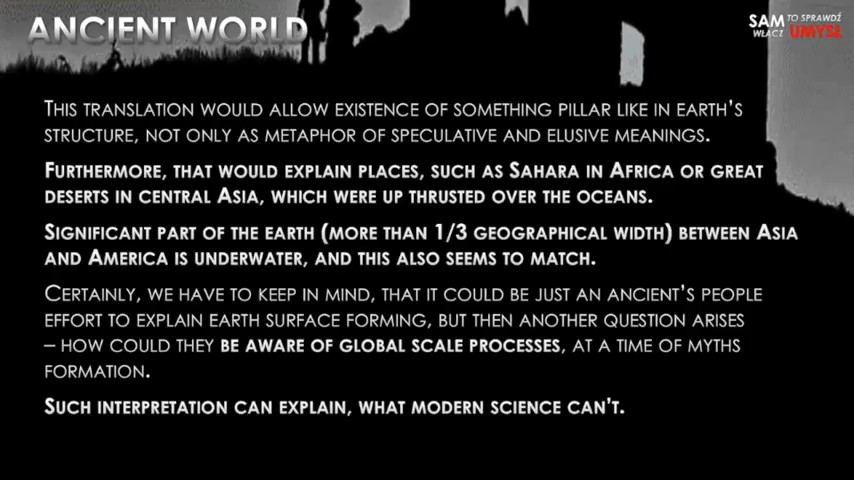 ANCIENT WORLD
SAM TO SPRAWDŹ
WŁĄCZ UMYSŁ
THIS TRANSLATION WOULD ALLOW EXISTENCE OF SOMETHING PILLAR LIKE IN EARTH'S
STRUCTURE, NOT ONLY AS METAPHOR OF SPECULATIVE AND ELUSIVE MEANINGS.
FURTHERMORE, THAT WOULD EXPLAIN PLACES, SUCH AS SAHARA IN AFRICA OR GREAT
DESERTS IN CENTRAL ASIA, WHICH WERE UP THRUSTED OVER THE OCEANS.
SIGNIFICANT PART OF THE EARTH (MORE THAN 1/3 GEOGRAPHICAL WIDTH) BETWEEN ASIA
AND AMERICA IS UNDERWATER, AND THIS ALSO SEEMS TO MATCH.
CERTAINLY, WE HAVE TO KEEP IN MIND, THAT IT COULD BE JUST AN ANCIENT'S PEOPLE
EFFORT TO EXPLAIN EARTH SURFACE FORMING, BUT THEN ANOTHER QUESTION ARISES
– HOW COULD THEY BE AWARE OF GLOBAL SCALE PROCESSES, AT A TIME OF MYTHS
FORMATION.
SUCH INTERPRETATION CAN EXPLAIN, WHAT MODERN SCIENCE CAN'T.